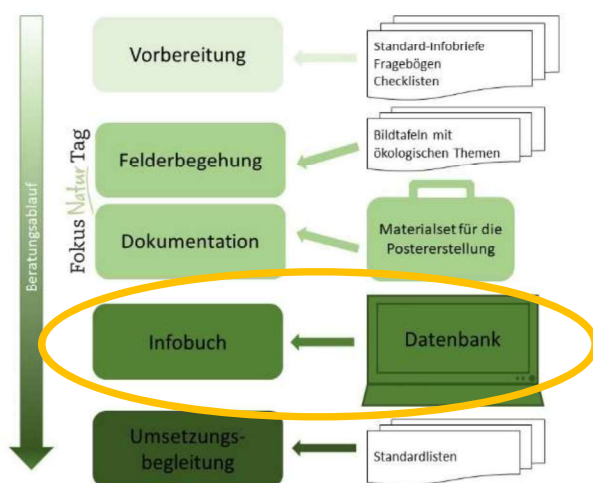 Vorbereitung
Standard-Infobriefe
Fragebögen
Checklisten
Beratungsablauf
Fokus Natur Tag
Felderbegehung
Bildtafeln mit
ökologischen Themen
Dokumentation
Materialset für die
Postererstellung
Infobuch
Datenbank
Umsetzungs-
begleitung
Standardlisten